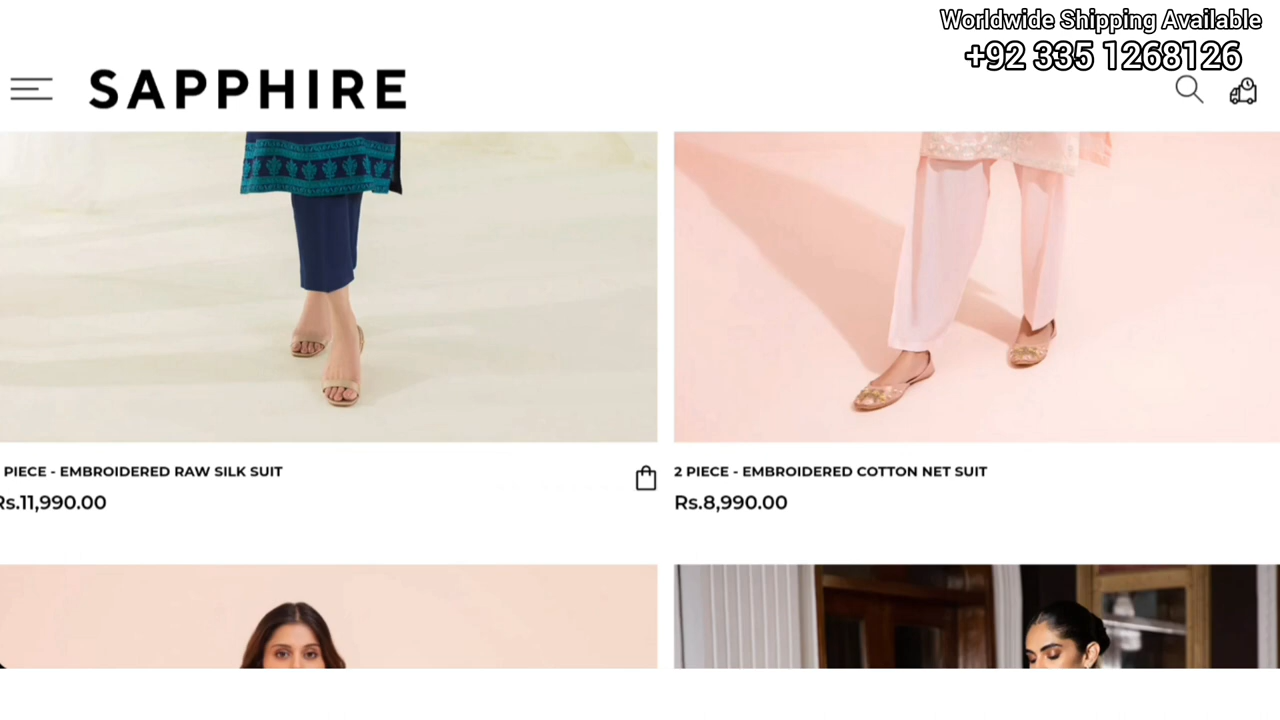 Worldwide Shipping Available
+92 335 1268126
SAPPHIRE
PIECE - EMBROIDERED RAW SILK SUIT
Rs.11,990.00
2 PIECE - EMBROIDERED COTTON NET SUIT
Rs.8,990.00